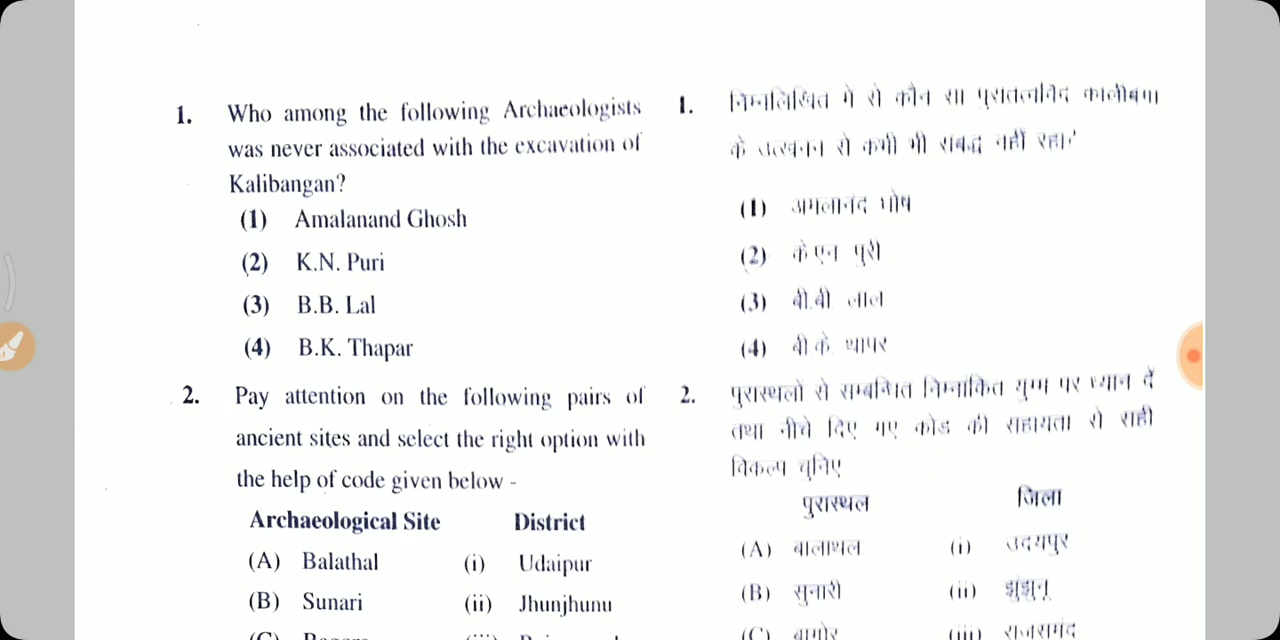 1. Who among the following Archaeologists
was never associated with the excavation of
Kalibangan?
(1) Amalanand Ghosh
(2) K.N. Puri
(3) B.B. Lal
(4) B.K. Thapar
2. Pay attention on the following pairs of
ancient sites and select the right option with
the help of code given below -
Archaeological Site District
(A) Balathal (i) Udaipur
(B) Sunari (ii) Jhunjhunu
(C)
1. निम्नलिखित में से कौन सा पुरातत्वविद कालीबंगा
के उत्खनन से कभी भी संबद्ध नहीं रहा?
(1) अमलानंद घोष
(2) के एन पुरी
(3) बी.बी लाल
(4) बी के थापर
2. पुरास्थलों से सम्बन्धित निम्नांकित युग्म पर ध्यान दें
तथा नीचे दिए गए कोड की सहायता से सही
विकल्प चुनिए
पुरास्थल जिला
(A) बालाथल (i) उदयपुर
(B) सुनारी (ii) झुंझुनू
(C) बागोर (iii) राजसमंद